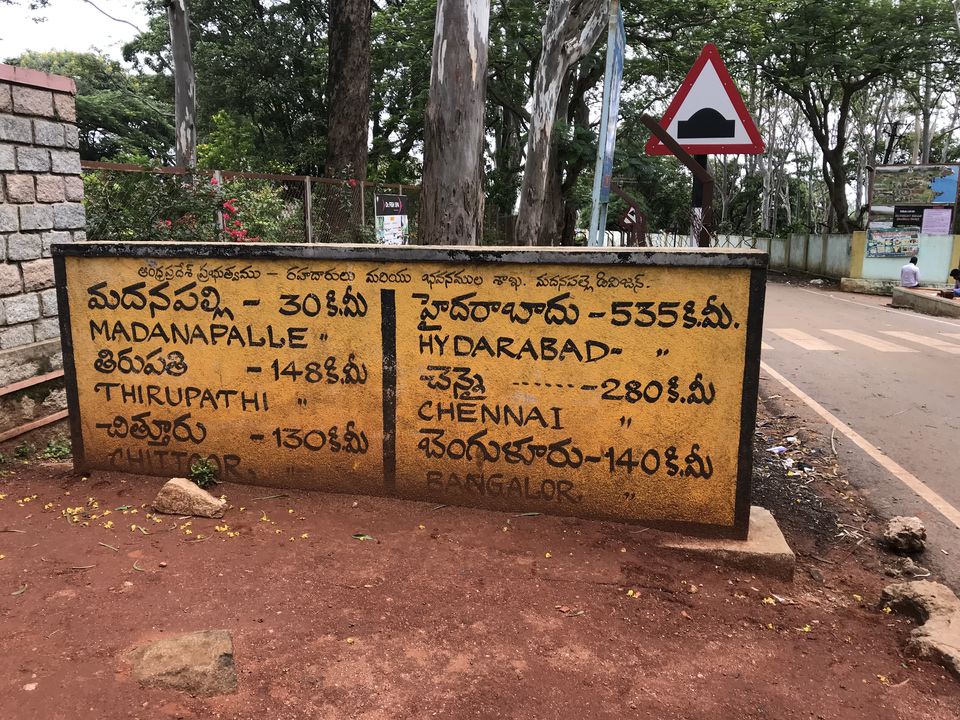 ఆంధ్రప్రదేశ్ ప్రభుత్వము - రహదారులు మరియు భవనముల శాఖ. మదనపల్లె డివిజన్.
మదనపల్లి - 30 కి.మీ
MADANAPALLE "
తిరుపతి - 148 కి.మీ
THIRUPATHI "
చిత్తూరు - 130 కి.మీ
CHITTOOR "
హైదరాబాదు - 535 కి.మీ.
HYDARABAD - "
చెన్నై ...... - 280 కి.మీ
CHENNAI "
బెంగుళూరు - 140 కి.మీ
BANGALOR "